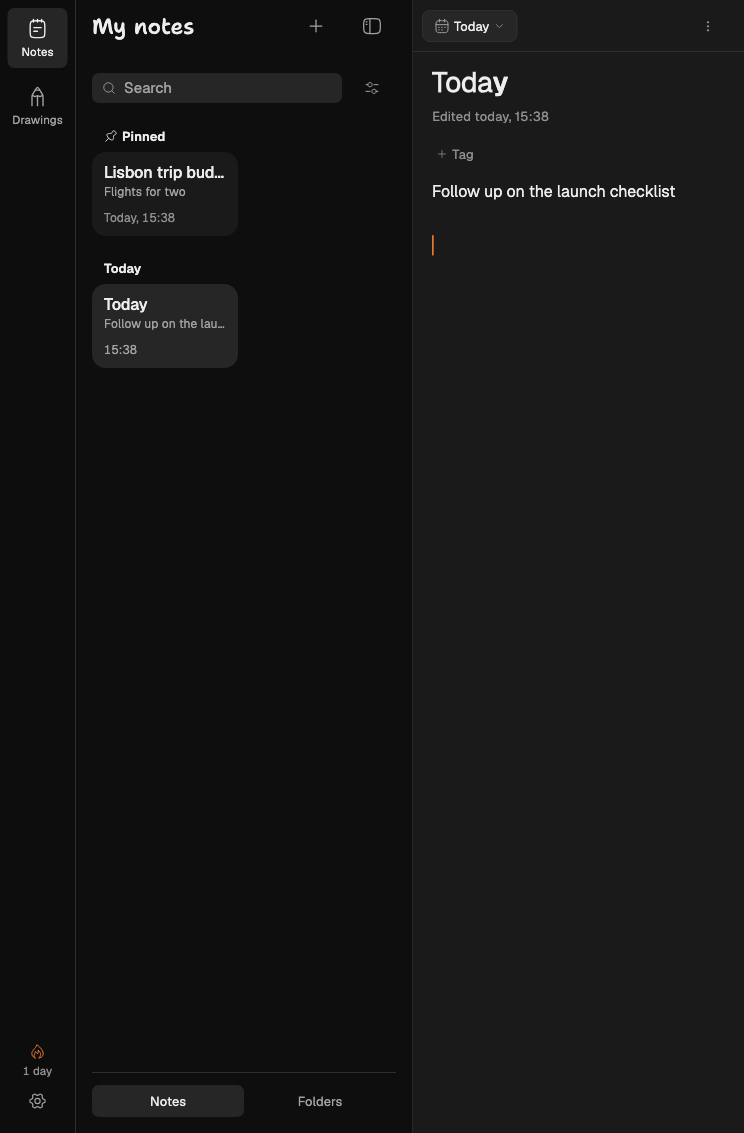 Notes
Drawings
1 day
My notes
Search
Pinned
Lisbon trip bud...
Flights for two
Today, 15:38
Today
Today
Follow up on the lau...
15:38
Notes
Folders
Today
Today
Edited today, 15:38
+ Tag
Follow up on the launch checklist